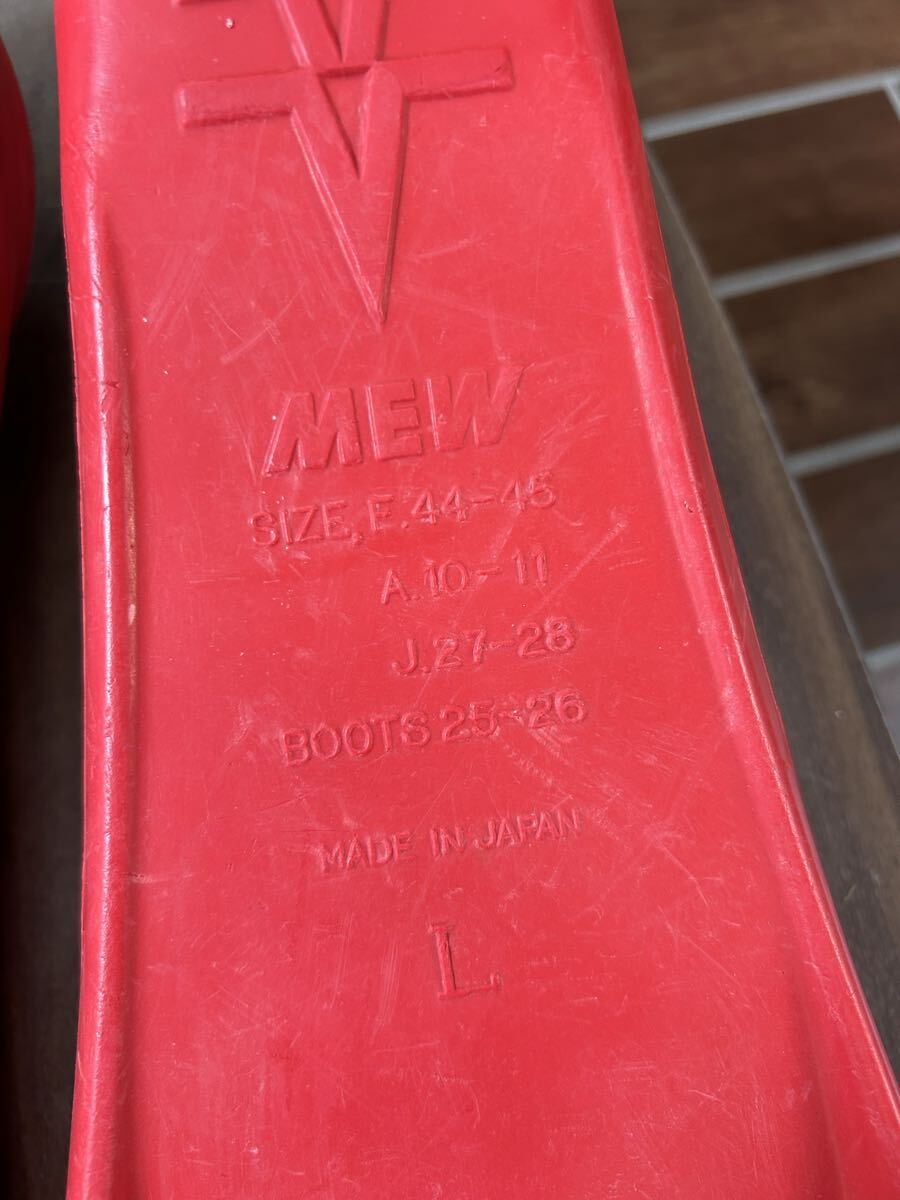 MEW
SIZE,E.44-45
A.10-11
J.27-28
BOOTS 25-26
MADE IN JAPAN
L